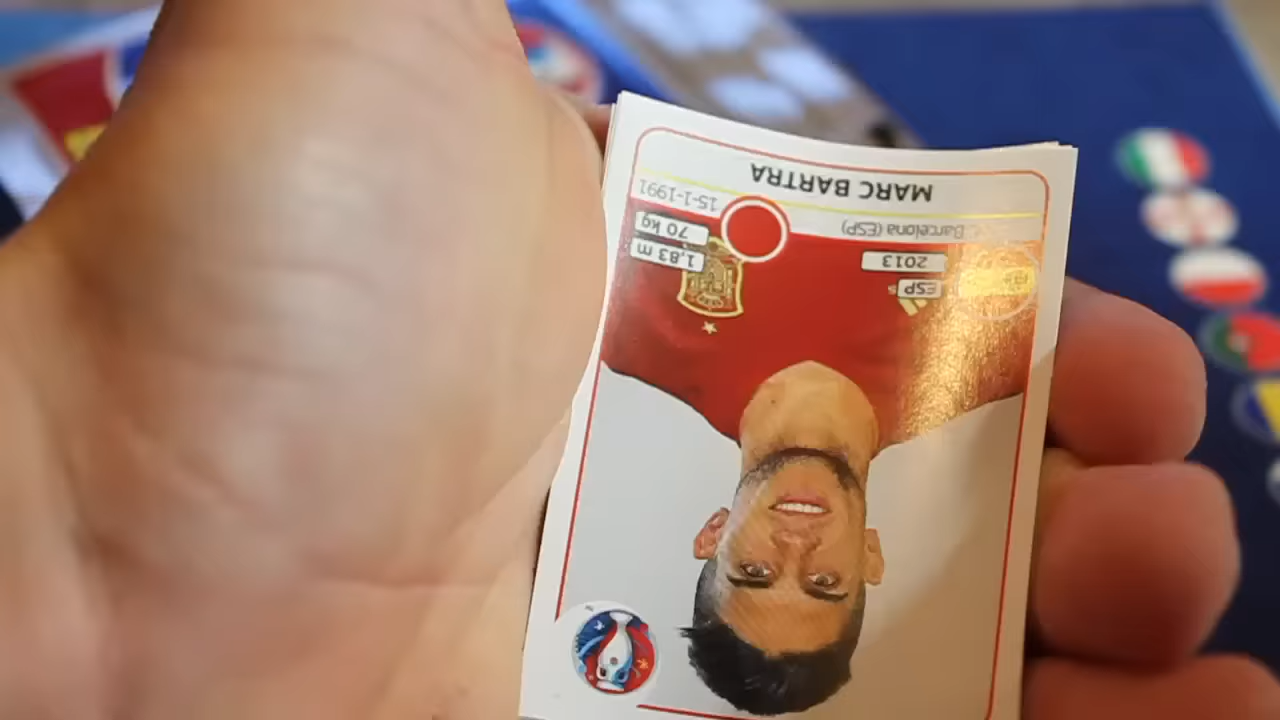 MARC BARTRA
15-1-1991
Barcelona (ESP)
70 kg
1,83 m
2013
ESP